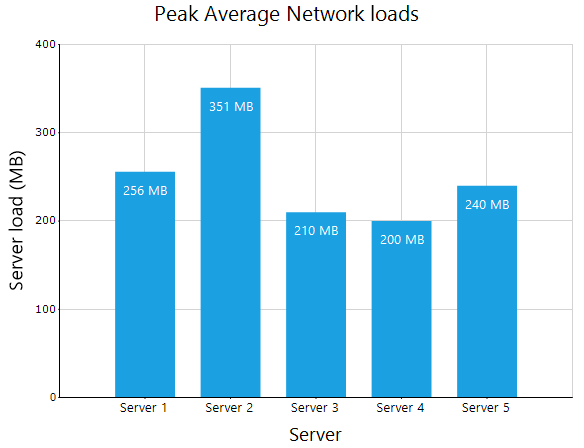 Peak Average Network loads
Server load (MB)
400
300
200
100
0
256 MB
351 MB
210 MB
200 MB
240 MB
Server 1
Server 2
Server 3
Server 4
Server 5
Server